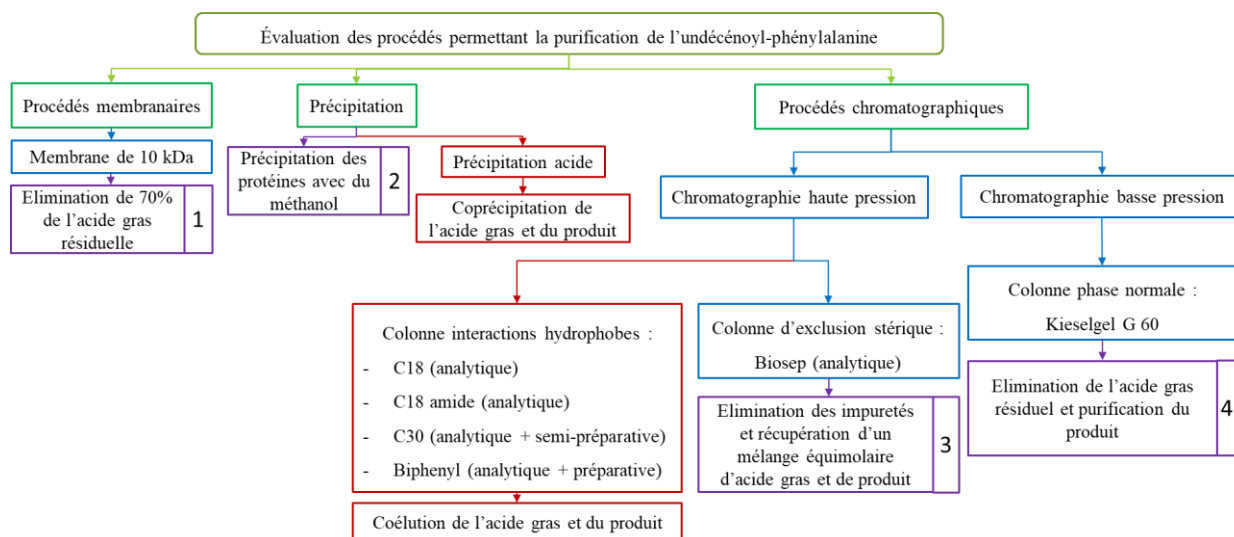 Évaluation des procédés permettant la purification de l'undécénoyl-phénylalanine
Procédés membranaires
Précipitation
Procédés chromatographiques
Membrane de 10 kDa
Elimination de 70%
de l'acide gras
résiduelle
1
Précipitation des
protéines avec du
méthanol
2
Précipitation acide
Coprécipitation de
l'acide gras et du produit
Chromatographie haute pression
Chromatographie basse pression
Colonne interactions hydrophobes :
- C18 (analytique)
- C18 amide (analytique)
- C30 (analytique + semi-préparative)
- Biphenyl (analytique + préparative)
Coélution de l'acide gras et du produit
Colonne d'exclusion stérique :
Biosep (analytique)
Elimination des impuretés
et récupération d'un
mélange équimolaire
d'acide gras et de produit
3
Colonne phase normale :
Kieselgel G 60
Elimination de l'acide gras
résiduel et purification du
produit
4